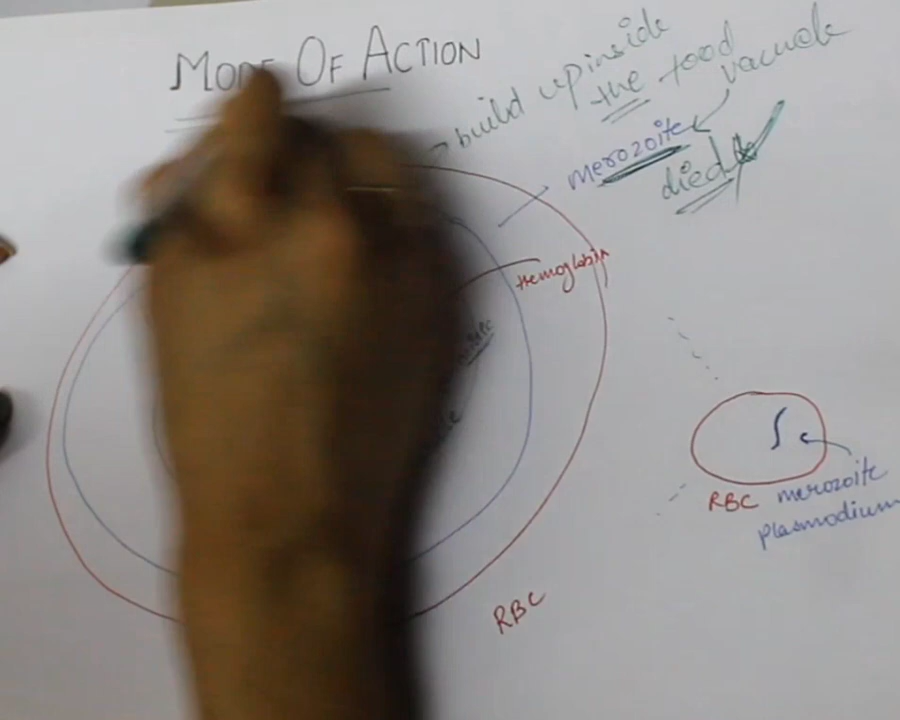 MODE OF ACTION
build up inside
the food
vacuole
merozoite
died
Hemoglobin
RBC
RBC merozoite
plasmodium